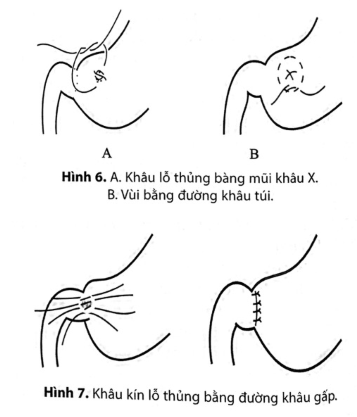 A
B
Hình 6. A. Khâu lỗ thủng bàng mũi khâu X.
B. Vùi bằng đường khâu túi.
Hình 7. Khâu kín lỗ thủng bằng đường khâu gấp.